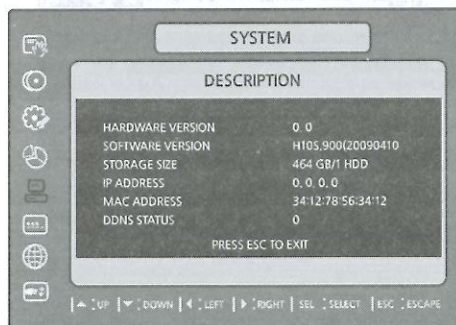 SYSTEM
DESCRIPTION
HARDWARE VERSION 0. 0
SOFTWARE VERSION H10S,900(20090410
STORAGE SIZE 464 GB/1 HDD
IP ADDRESS 0. 0. 0. 0
MAC ADDRESS 34:12:78:56:34:12
DDNS STATUS 0
PRESS ESC TO EXIT
▲ : UP ▼ : DOWN ◀ : LEFT ▶ : RIGHT SEL : SELECT ESC : ESCAPE